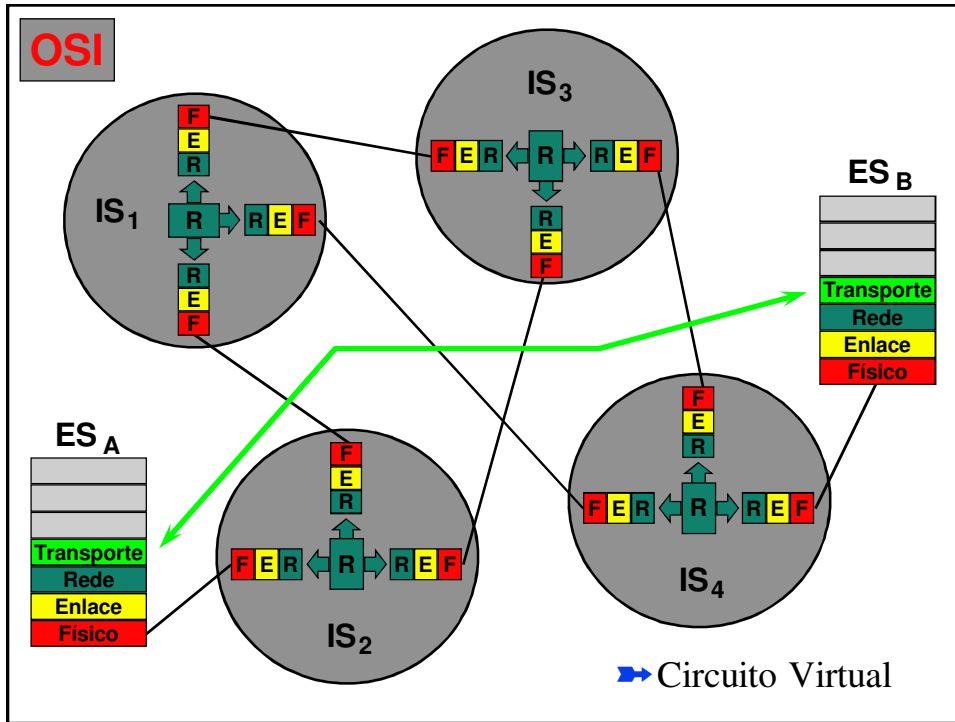 OSI
IS3
F
E
R
R
F E R
R
R E F
ES B
IS1
R
R E F
R
E
F
R
E
F
Transporte
Rede
Enlace
Físico
ES A
F
E
R
F
E
R
Transporte
Rede
Enlace
Físico
F E R
R
R E F
F E R
R
R E F
IS4
IS2
Circuito Virtual